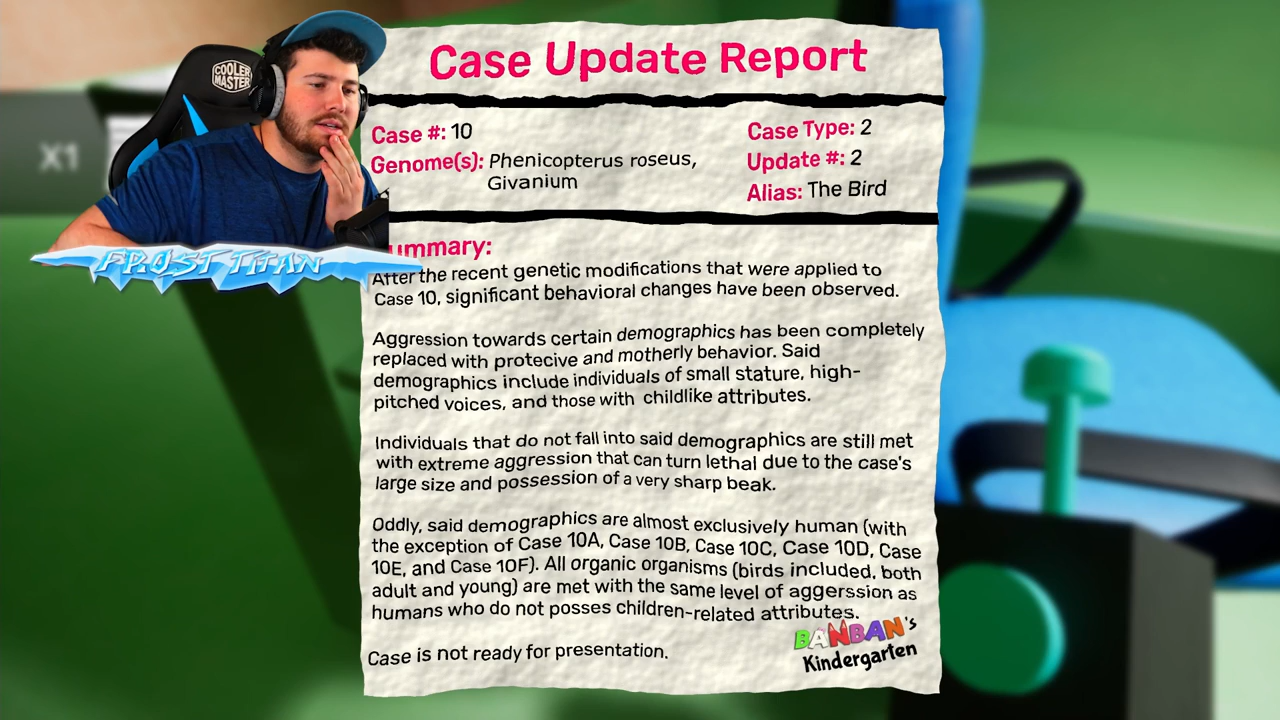 Case Update Report
COOLER
MASTER
X1
Case #: 10
Genome(s): Phenicopterus roseus,
Givanium
Case Type: 2
Update #: 2
Alias: The Bird
FROST TITAN
ummary:
After the recent genetic modifications that were applied to
Case 10, significant behavioral changes have been observed.
Aggression towards certain demographics has been completely
replaced with protecive and motherly behavior. Said
demographics include individuals of small stature, high-
pitched voices, and those with childlike attributes.
Individuals that do not fall into said demographics are still met
with extreme aggression that can turn lethal due to the case's
large size and possession of a very sharp beak.
Oddly, said demographics are almost exclusively human (with
the exception of Case 10A, Case 10B, Case 10C, Case 10D, Case
10E, and Case 10F). All organic organisms (birds included, both
adult and young) are met with the same level of aggerssion as
humans who do not posses children-related attributes.
Case is not ready for presentation.
BANBAN's
Kindergarten